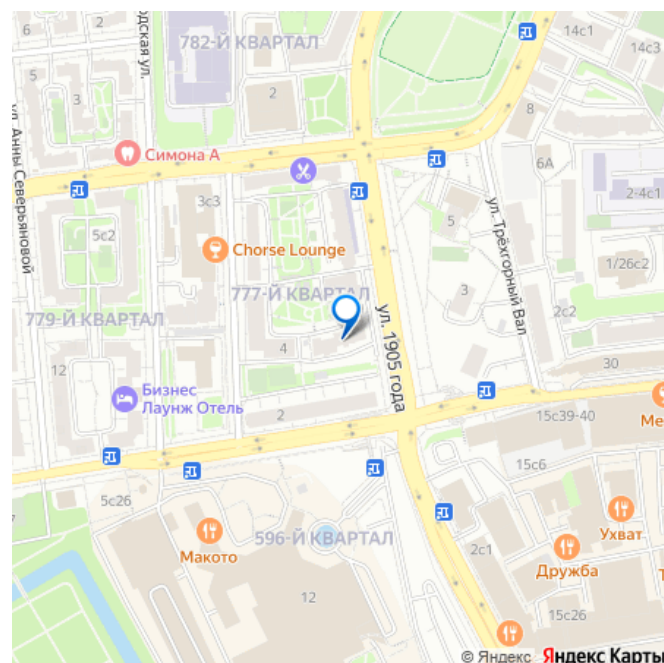 782-Й КВАРТАЛ
14с1
14с3
6
5
3
2
8
Симона А
6А
ул. Анны Северьяновой
3с3
2-4с1
5
5с2
Chorse Lounge
ул. Трёхгорный Вал
1/26с2
777-Й КВАРТАЛ
3
779-Й КВАРТАЛ
ул. 1905 года
2с2
4
12
30
Бизнес
Лаунж Отель
2
15с39-40
15с6
5с26
Макото
596-Й КВАРТАЛ
Ухват
2с1
Дружба
12
15с26
© Яндекс Яндекс Карты